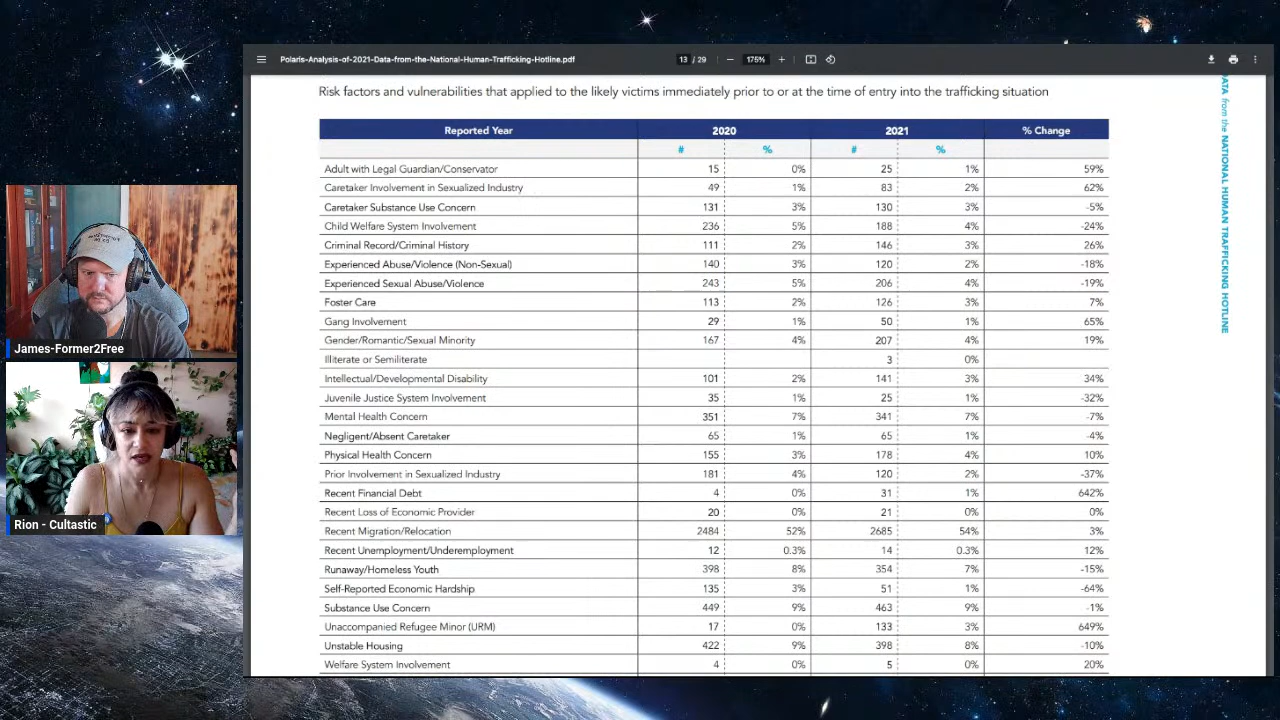 Polaris-Analysis-of-2021-Data-from-the-National-Human-Trafficking-Hotline.pdf 13 / 29 175%
Risk factors and vulnerabilities that applied to the likely victims immediately prior to or at the time of entry into the trafficking situation
Reported Year 2020 2021 % Change
# % # %
Adult with Legal Guardian/Conservator 15 0% 25 1% 59%
Caretaker Involvement in Sexualized Industry 49 1% 83 2% 62%
Caretaker Substance Use Concern 131 3% 130 3% -5%
Child Welfare System Involvement 236 5% 188 4% -24%
Criminal Record/Criminal History 111 2% 146 3% 26%
Experienced Abuse/Violence (Non-Sexual) 140 3% 120 2% -18%
Experienced Sexual Abuse/Violence 243 5% 206 4% -19%
Foster Care 113 2% 126 3% 7%
Gang Involvement 29 1% 50 1% 65%
Gender/Romantic/Sexual Minority 167 4% 207 4% 19%
Illiterate or Semiliterate 3 0%
Intellectual/Developmental Disability 101 2% 141 3% 34%
Juvenile Justice System Involvement 35 1% 25 1% -32%
Mental Health Concern 351 7% 341 7% -7%
Negligent/Absent Caretaker 65 1% 65 1% -4%
Physical Health Concern 155 3% 178 4% 10%
Prior Involvement in Sexualized Industry 181 4% 120 2% -37%
Recent Financial Debt 4 0% 31 1% 642%
Recent Loss of Economic Provider 20 0% 21 0% 0%
Recent Migration/Relocation 2484 52% 2685 54% 3%
Recent Unemployment/Underemployment 12 0.3% 14 0.3% 12%
Runaway/Homeless Youth 398 8% 354 7% -15%
Self-Reported Economic Hardship 135 3% 51 1% -64%
Substance Use Concern 449 9% 463 9% -1%
Unaccompanied Refugee Minor (URM) 17 0% 133 3% 649%
Unstable Housing 422 9% 398 8% -10%
Welfare System Involvement 4 0% 5 0% 20%
DATA from the NATIONAL HUMAN TRAFFICKING HOTLINE
James-Former2Free
Rion - Cultastic